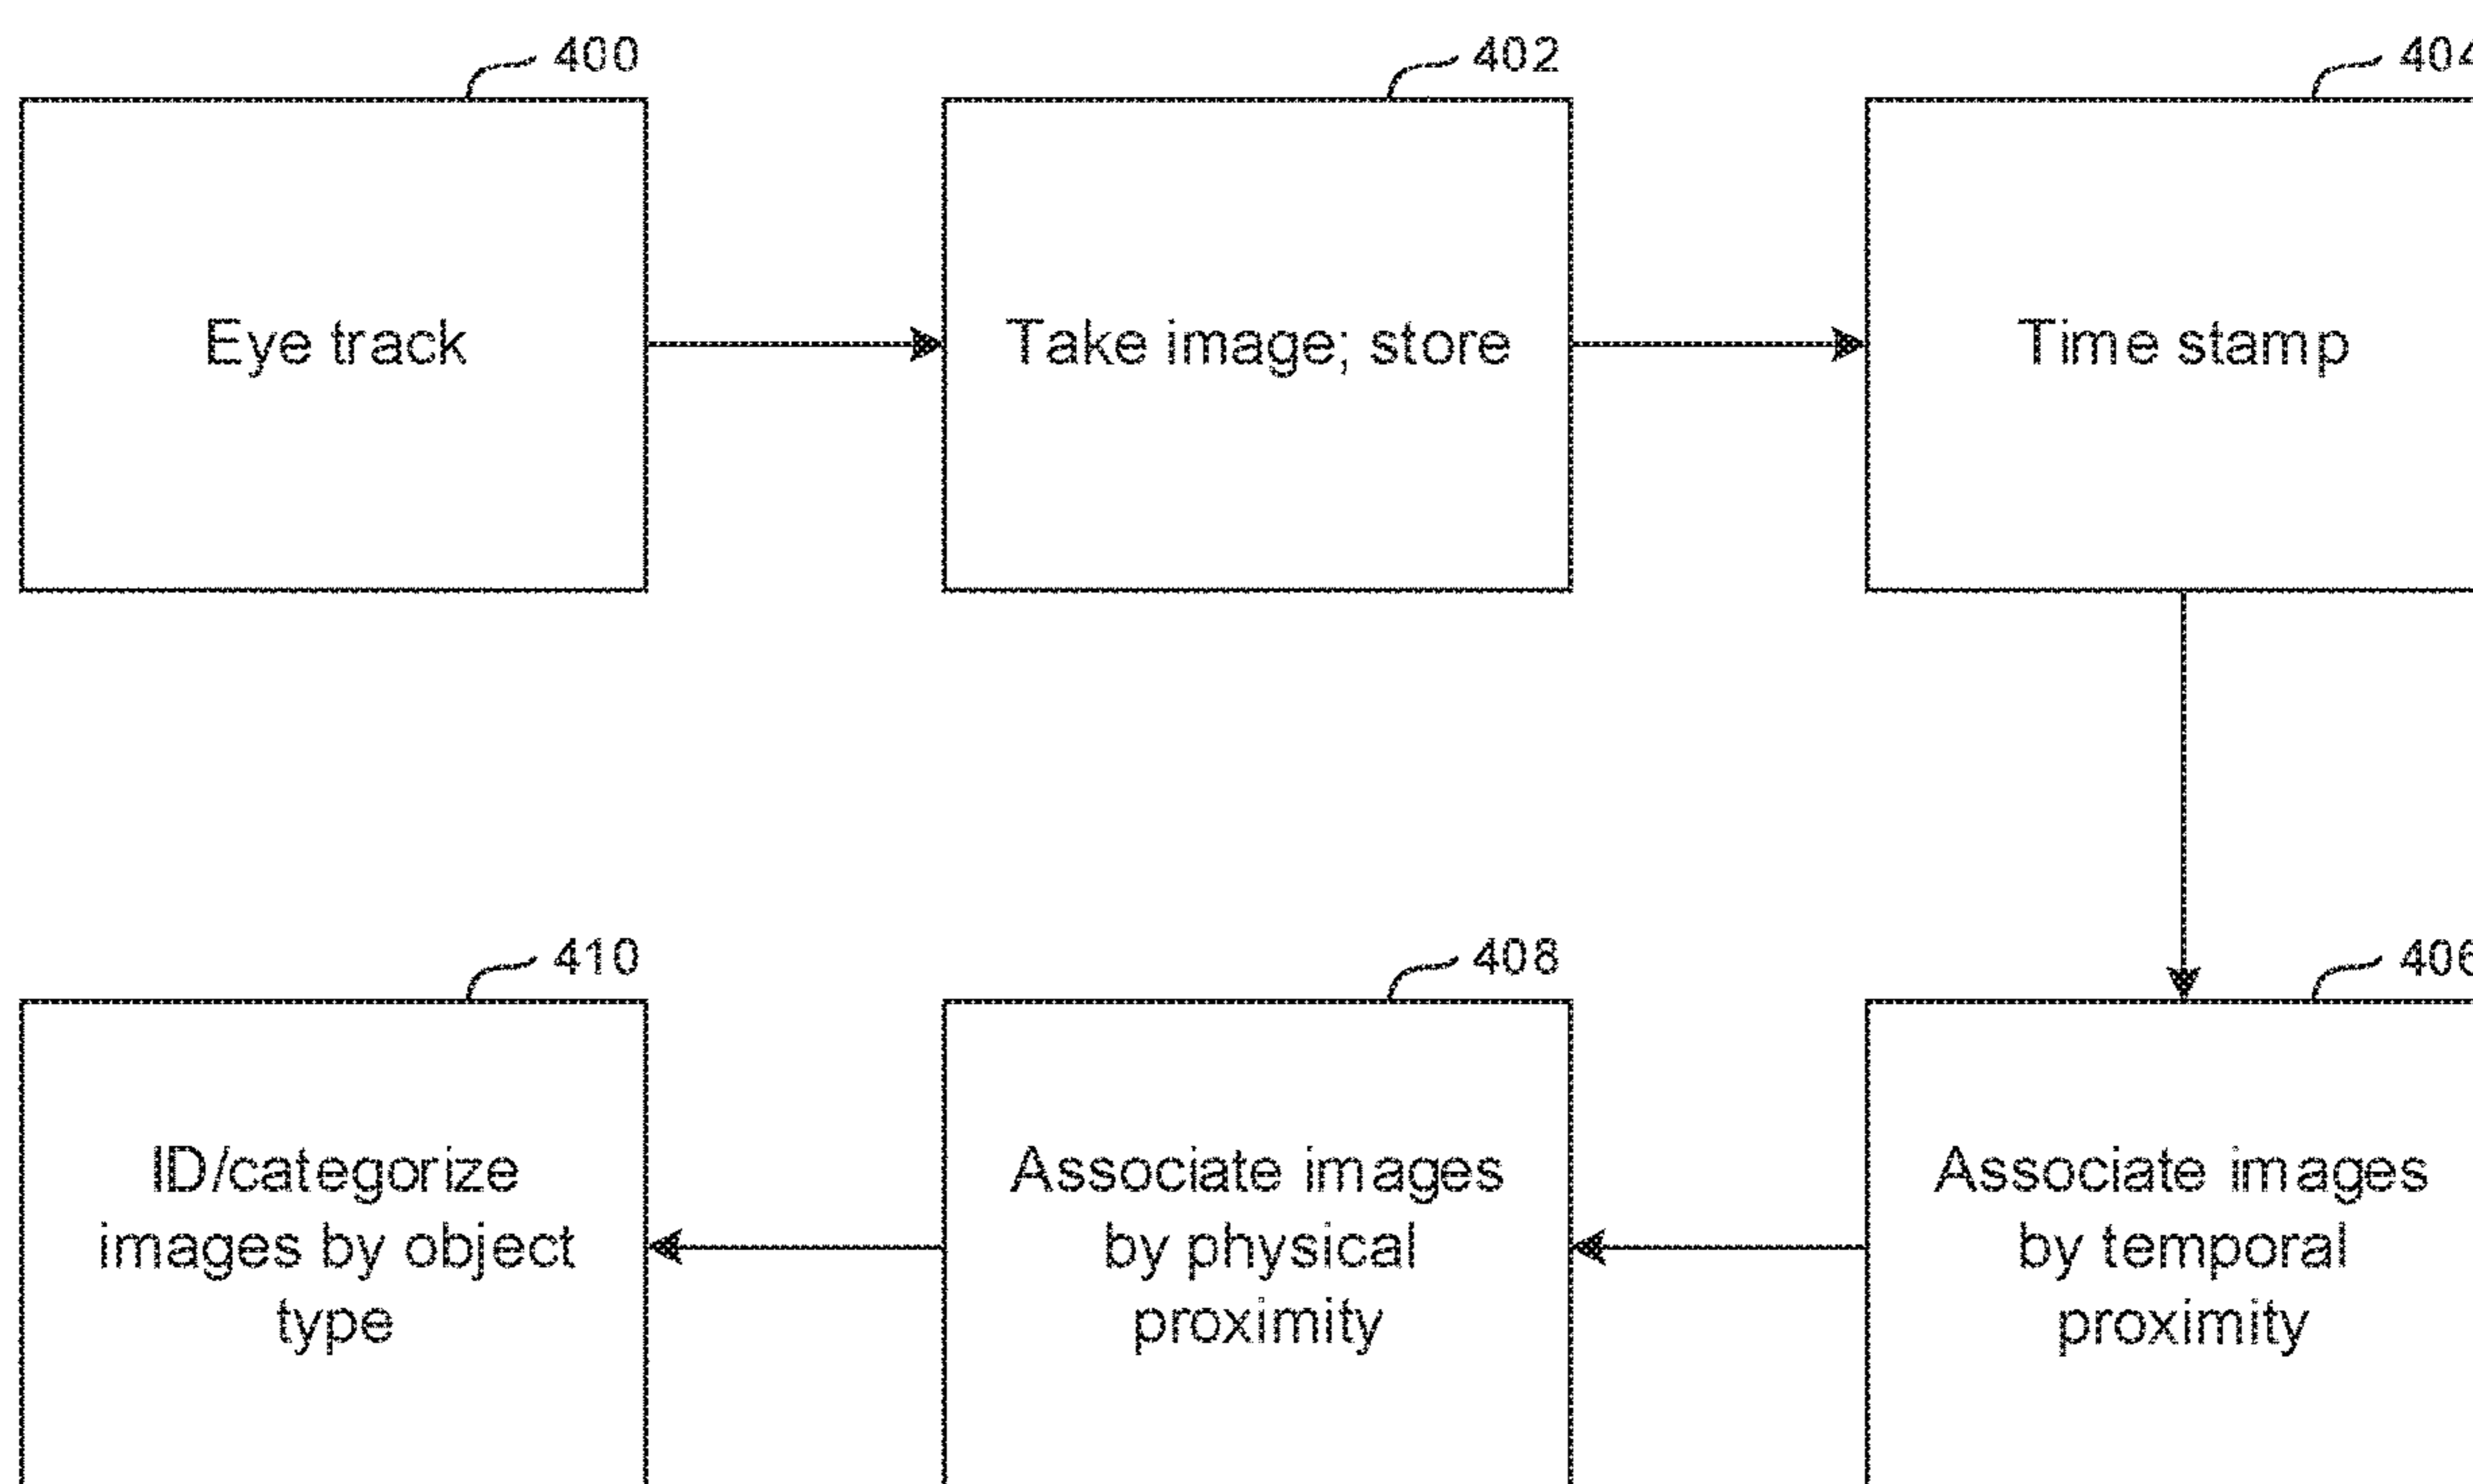 400
Eye track
402
Take image; store
404
Time stamp
410
ID/categorize
images by object
type
408
Associate images
by physical
proximity
406
Associate images
by temporal
proximity